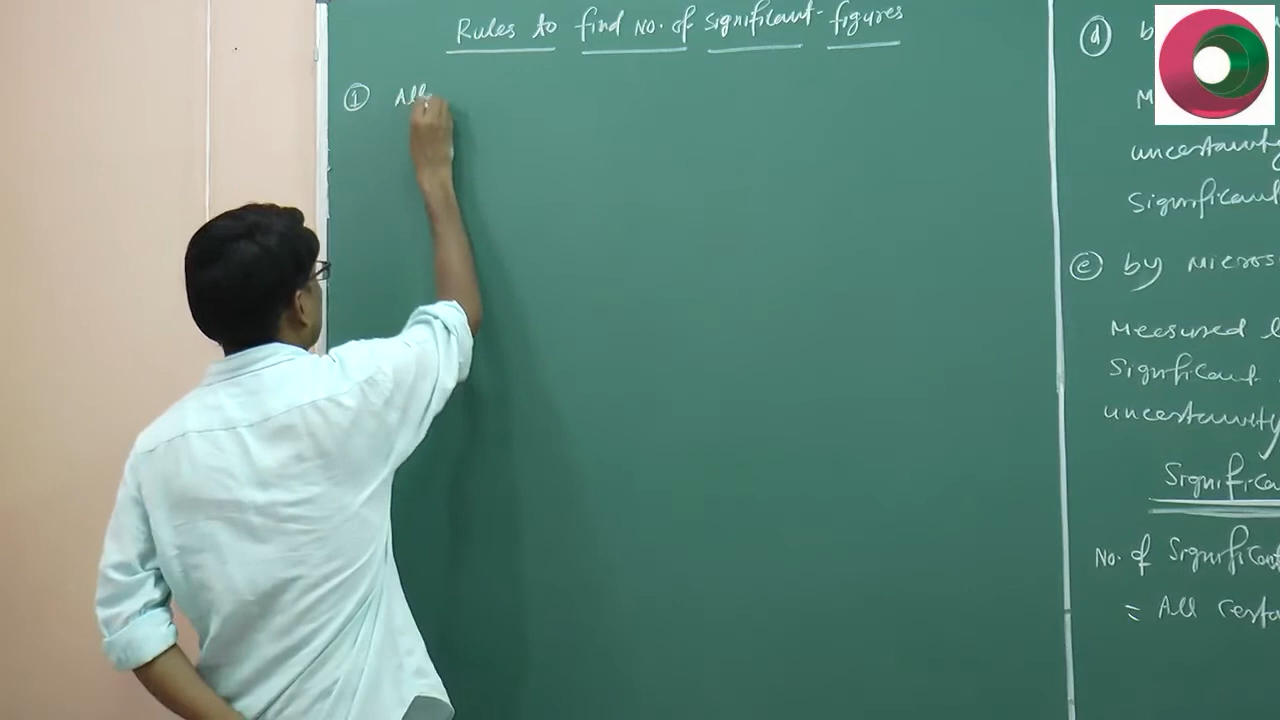 Rules to find No. of significant figures
① All
ⓓ b
M
uncertainty
Significant
ⓔ by Micros
Measured l
Significant
uncertainty
Significa
No. of Significant
= All certa